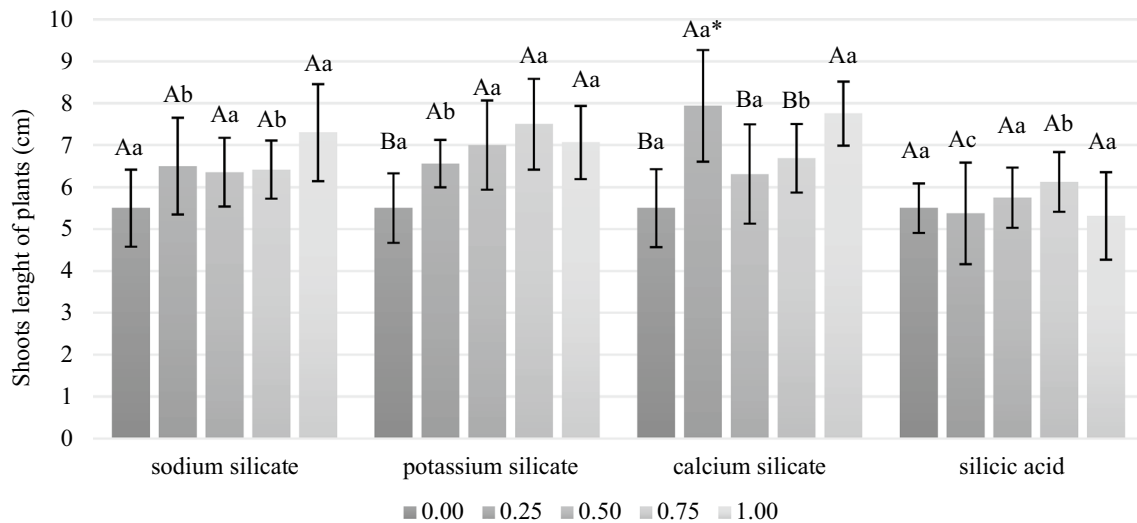 Shoots lenght of plants (cm)
10
9
8
7
6
5
4
3
2
1
0
Aa Ab Aa Ab Aa
Ba Ab Aa Aa Aa
Ba Aa* Ba Bb Aa
Aa Ac Aa Ab Aa
sodium silicate potassium silicate calcium silicate silicic acid
0.00 0.25 0.50 0.75 1.00